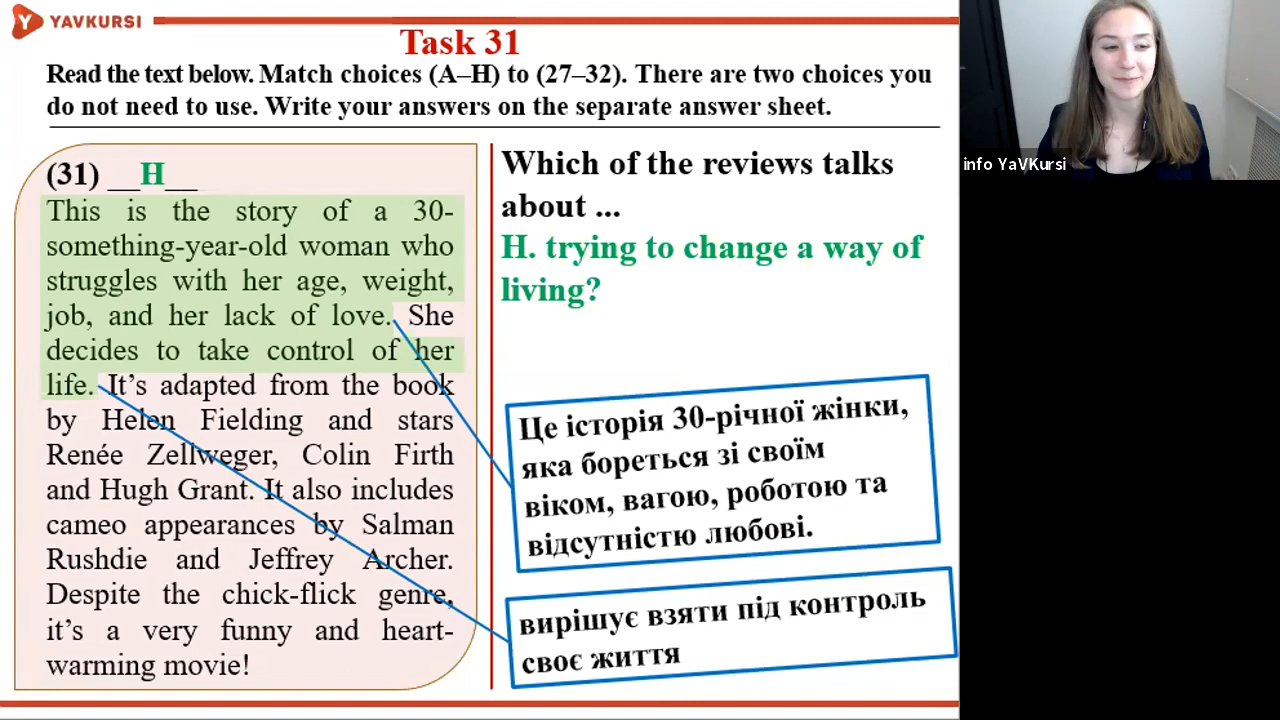 YAVKURSI
Task 31
Read the text below. Match choices (A–H) to (27–32). There are two choices you
do not need to use. Write your answers on the separate answer sheet.
(31) __H__
This is the story of a 30-
something-year-old woman who
struggles with her age, weight,
job, and her lack of love. She
decides to take control of her
life. It’s adapted from the book
by Helen Fielding and stars
Renée Zellweger, Colin Firth
and Hugh Grant. It also includes
cameo appearances by Salman
Rushdie and Jeffrey Archer.
Despite the chick-flick genre,
it’s a very funny and heart-
warming movie!
Which of the reviews talks
about ...
H. trying to change a way of
living?
Це історія 30-річної жінки,
яка бореться зі своїм
віком, вагою, роботою та
відсутністю любові.
вирішує взяти під контроль
своє життя
info YaVKursi